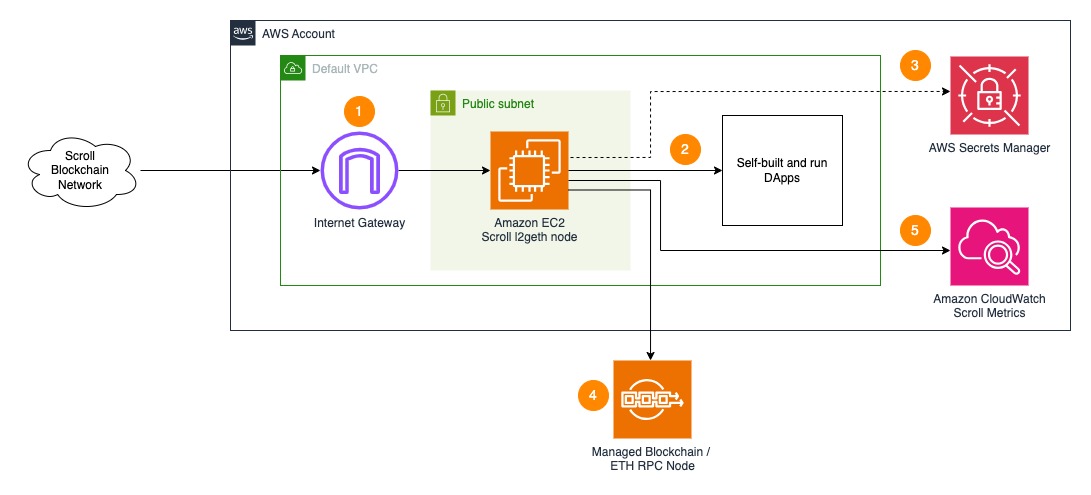 aws
AWS Account
Default VPC
3
1
Public subnet
2
Scroll
Blockchain
Network
Self-built and run
DApps
AWS Secrets Manager
Internet Gateway
Amazon EC2
Scroll l2geth node
5
Amazon CloudWatch
Scroll Metrics
4
Managed Blockchain /
ETH RPC Node